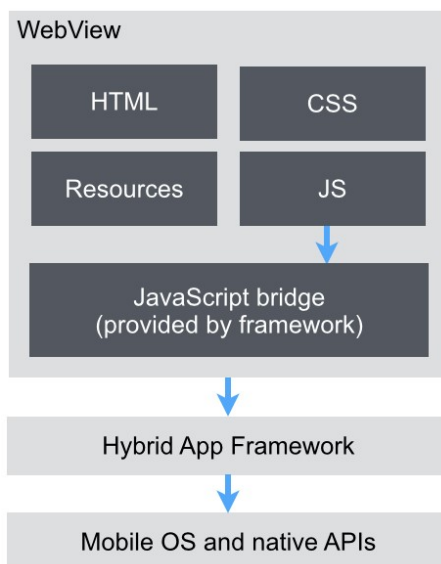 WebView
HTML
CSS
Resources
JS
JavaScript bridge
(provided by framework)
Hybrid App Framework
Mobile OS and native APIs